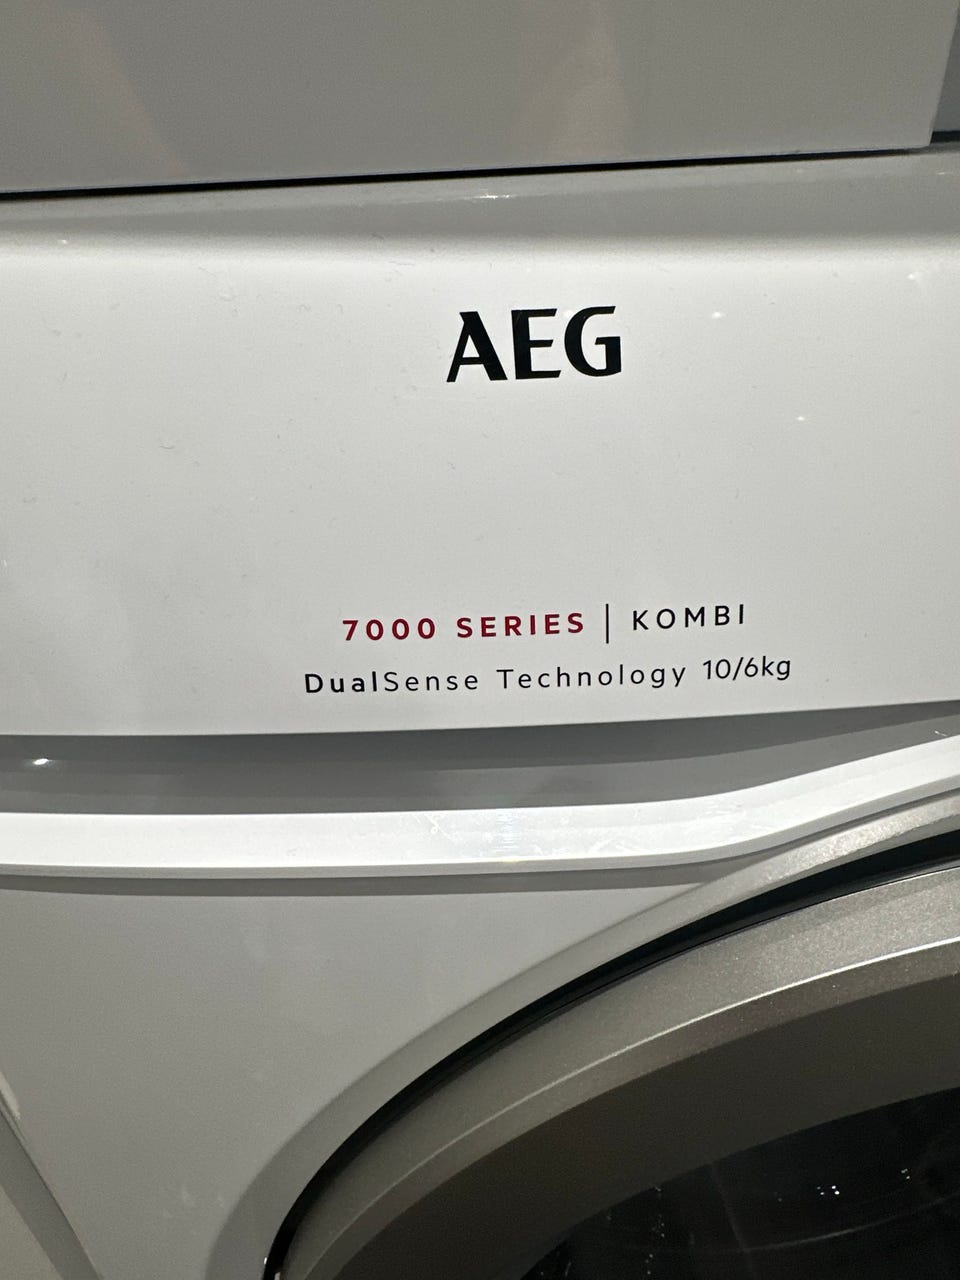 AEG
7000 SERIES | KOMBI
DualSense Technology 10/6kg